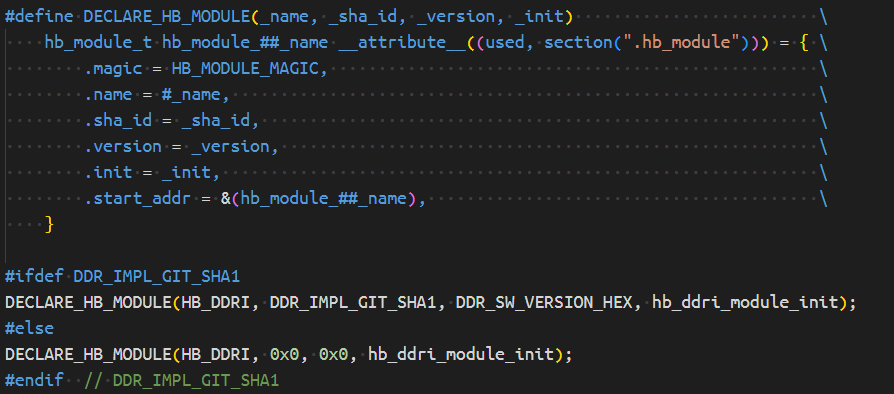 #define DECLARE_HB_MODULE(_name, _sha_id, _version, _init) \
    hb_module_t hb_module_##_name __attribute__((used, section(".hb_module"))) = { \
        .magic = HB_MODULE_MAGIC, \
        .name = #_name, \
        .sha_id = _sha_id, \
        .version = _version, \
        .init = _init, \
        .start_addr = &(hb_module_##_name), \
    }
#ifdef DDR_IMPL_GIT_SHA1
DECLARE_HB_MODULE(HB_DDRI, DDR_IMPL_GIT_SHA1, DDR_SW_VERSION_HEX, hb_ddri_module_init);
#else
DECLARE_HB_MODULE(HB_DDRI, 0x0, 0x0, hb_ddri_module_init);
#endif  // DDR_IMPL_GIT_SHA1